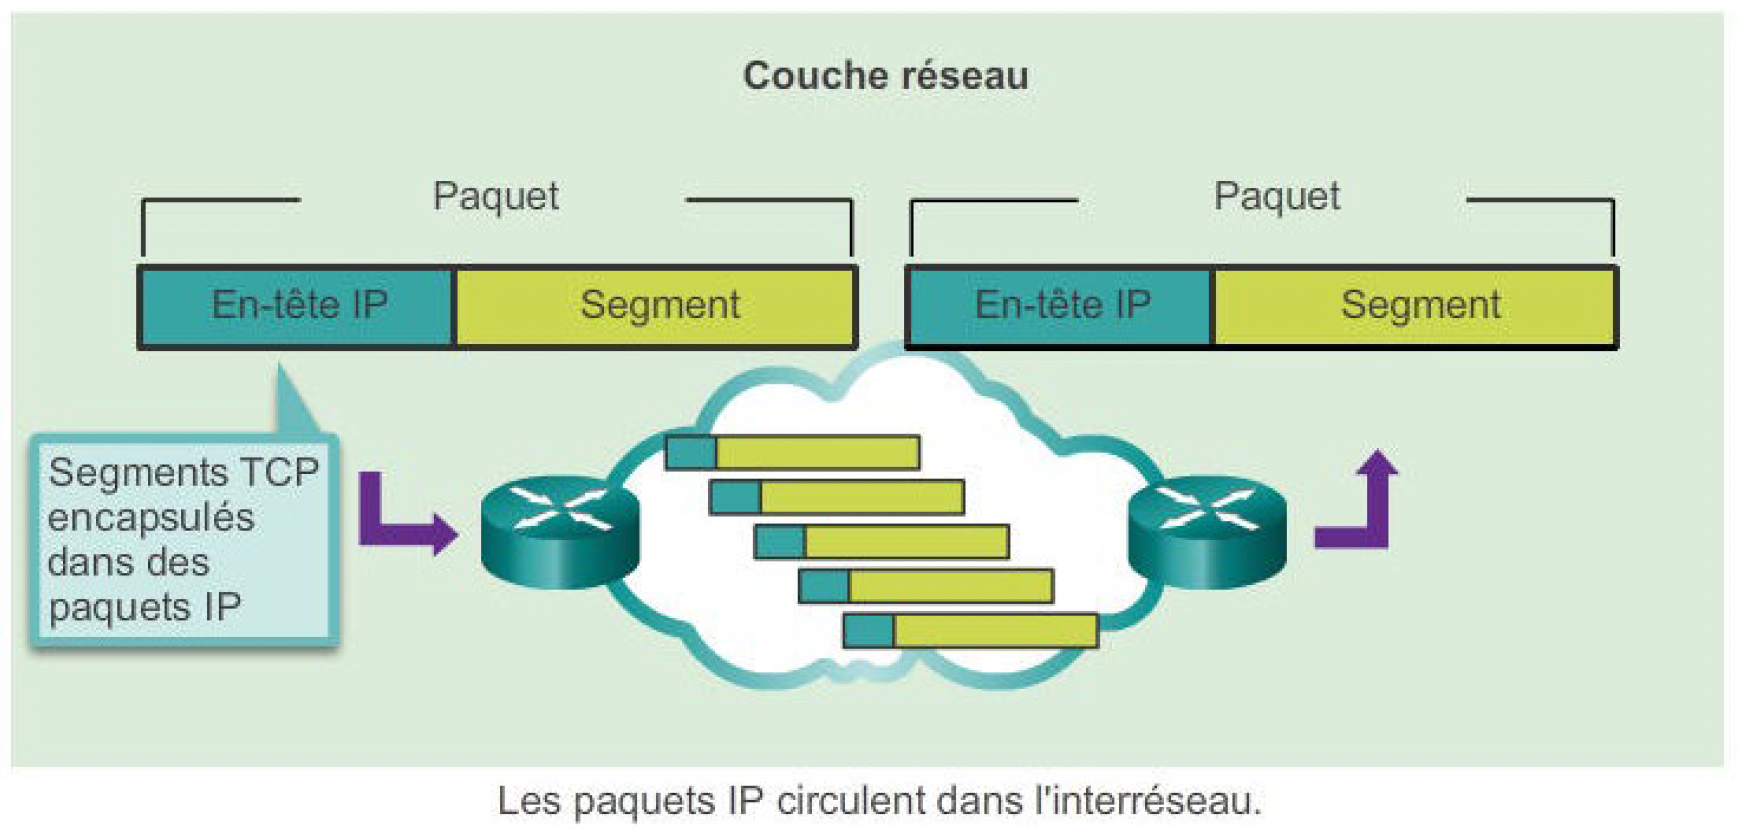 Couche réseau
Paquet
Paquet
En-tête IP
Segment
En-tête IP
Segment
Segments TCP
encapsulés
dans des
paquets IP
Les paquets IP circulent dans l'interréseau.